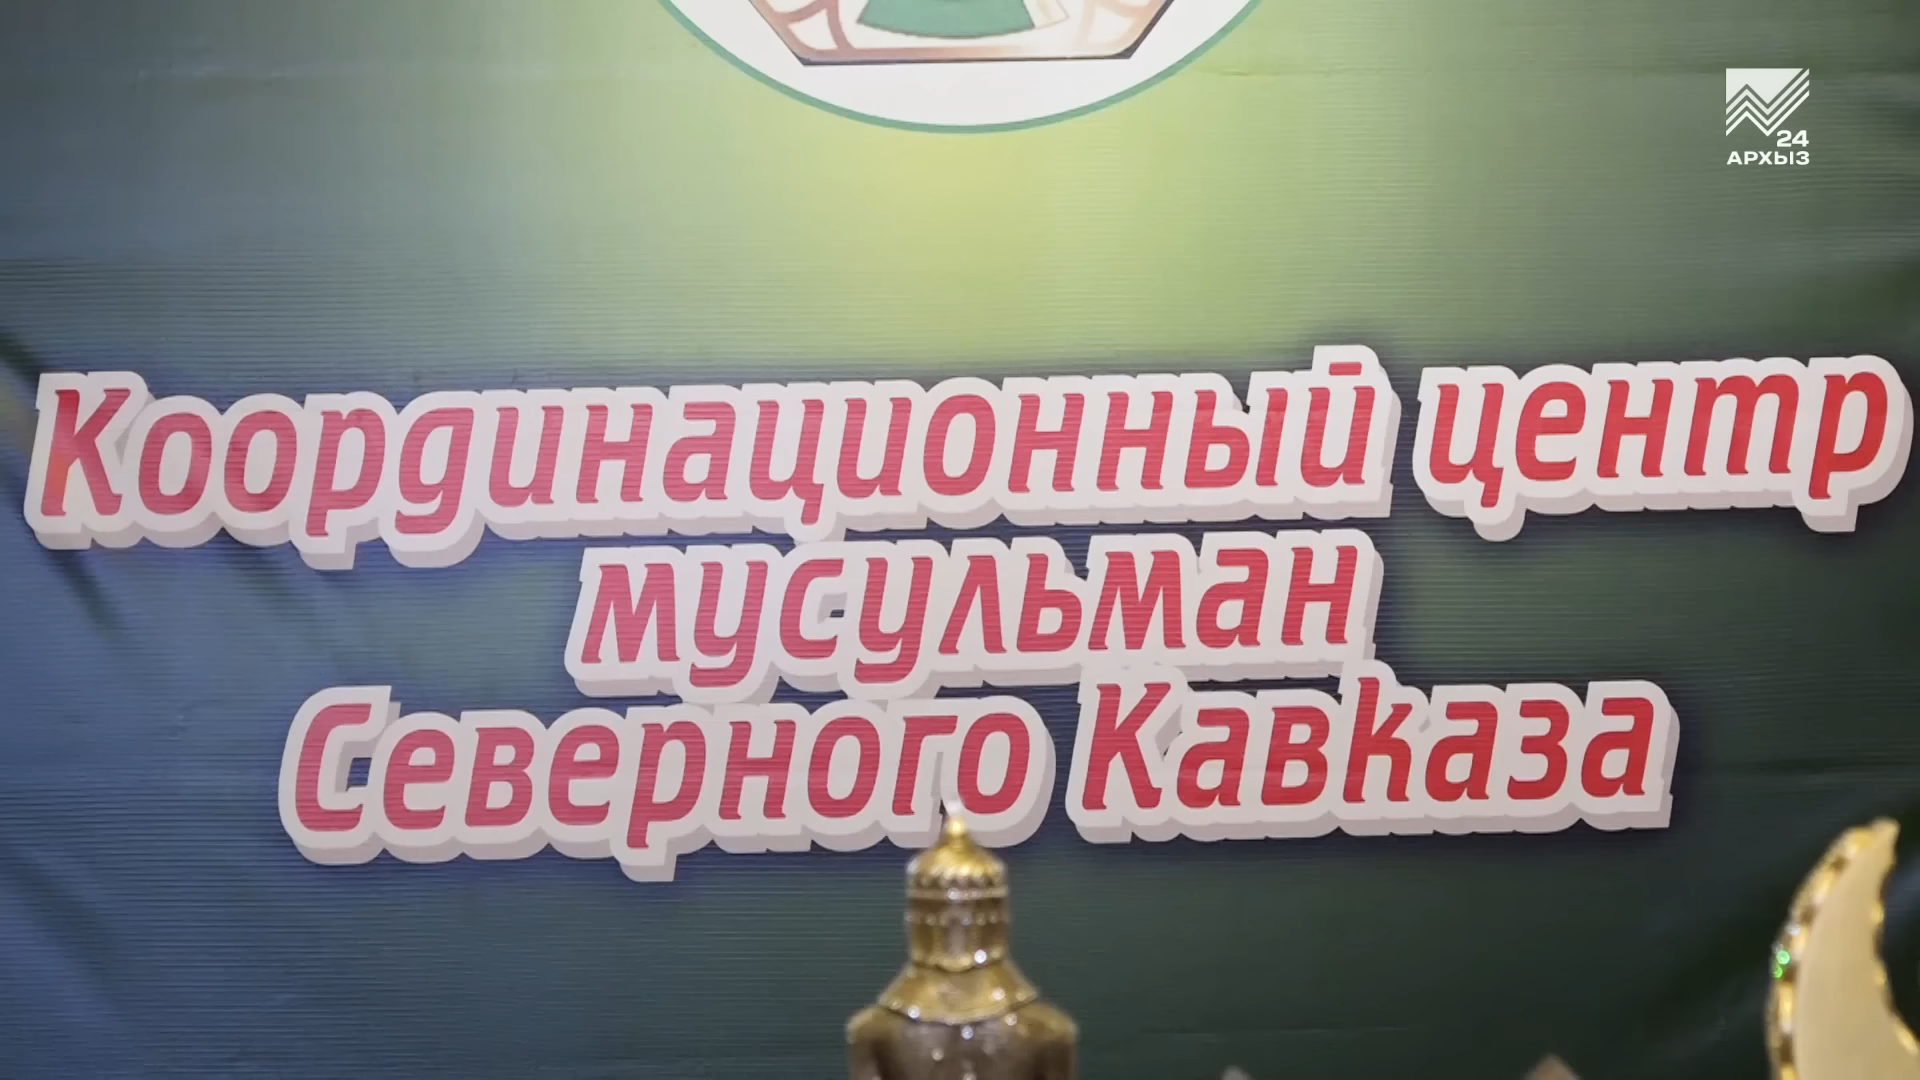 24
АРХЫЗ
Координационный центр
мусульман
Северного Кавказа